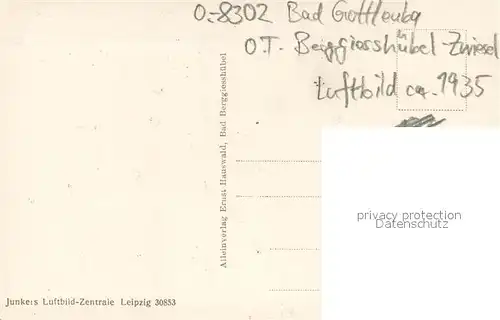 O-8302 Bad Gottleuba
O.T. Berggiesshübel-Zwiesel
Luftbild ca. 1935
Alleinverlag Ernst Hauswald, Bad Berggiesshübel
privacy protection
VIADUKT
Junkers Luftbild-Zentrale Leipzig 30853